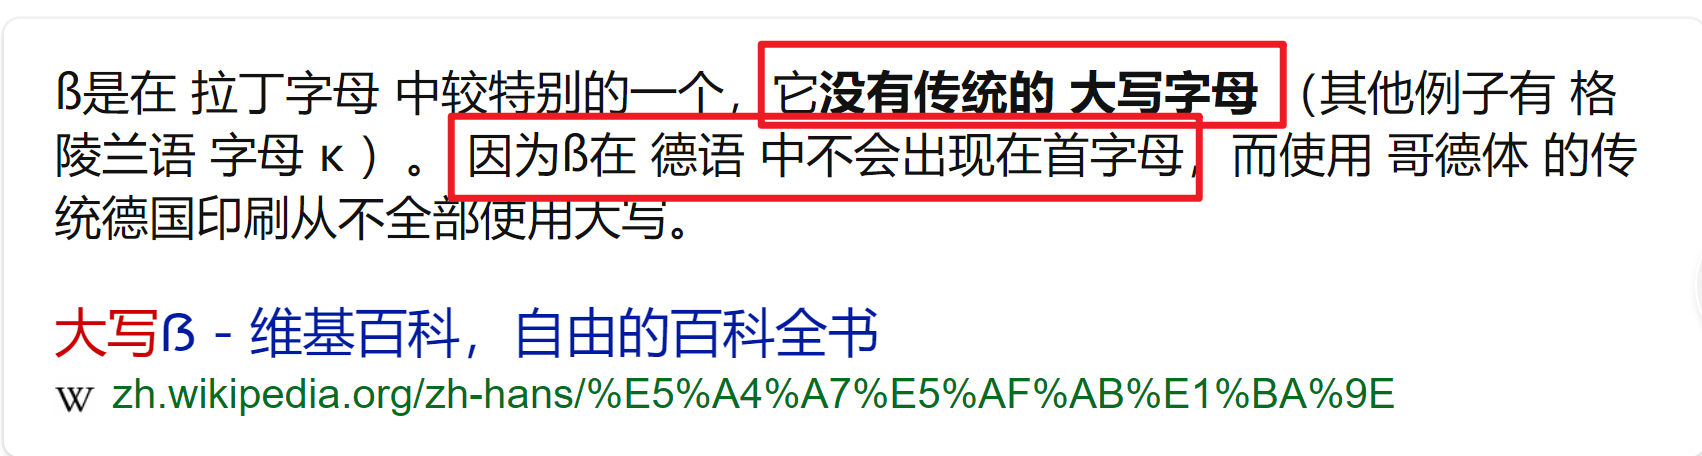 ß是在 拉丁字母 中较特别的一个，它没有传统的 大写字母 （其他例子有 格
陵兰语 字母 ĸ ）。 因为ß在 德语 中不会出现在首字母，而使用 哥德体 的传
统德国印刷从不全部使用大写。
大写ẞ - 维基百科，自由的百科全书
W zh.wikipedia.org/zh-hans/%E5%A4%A7%E5%AF%AB%E1%BA%9E